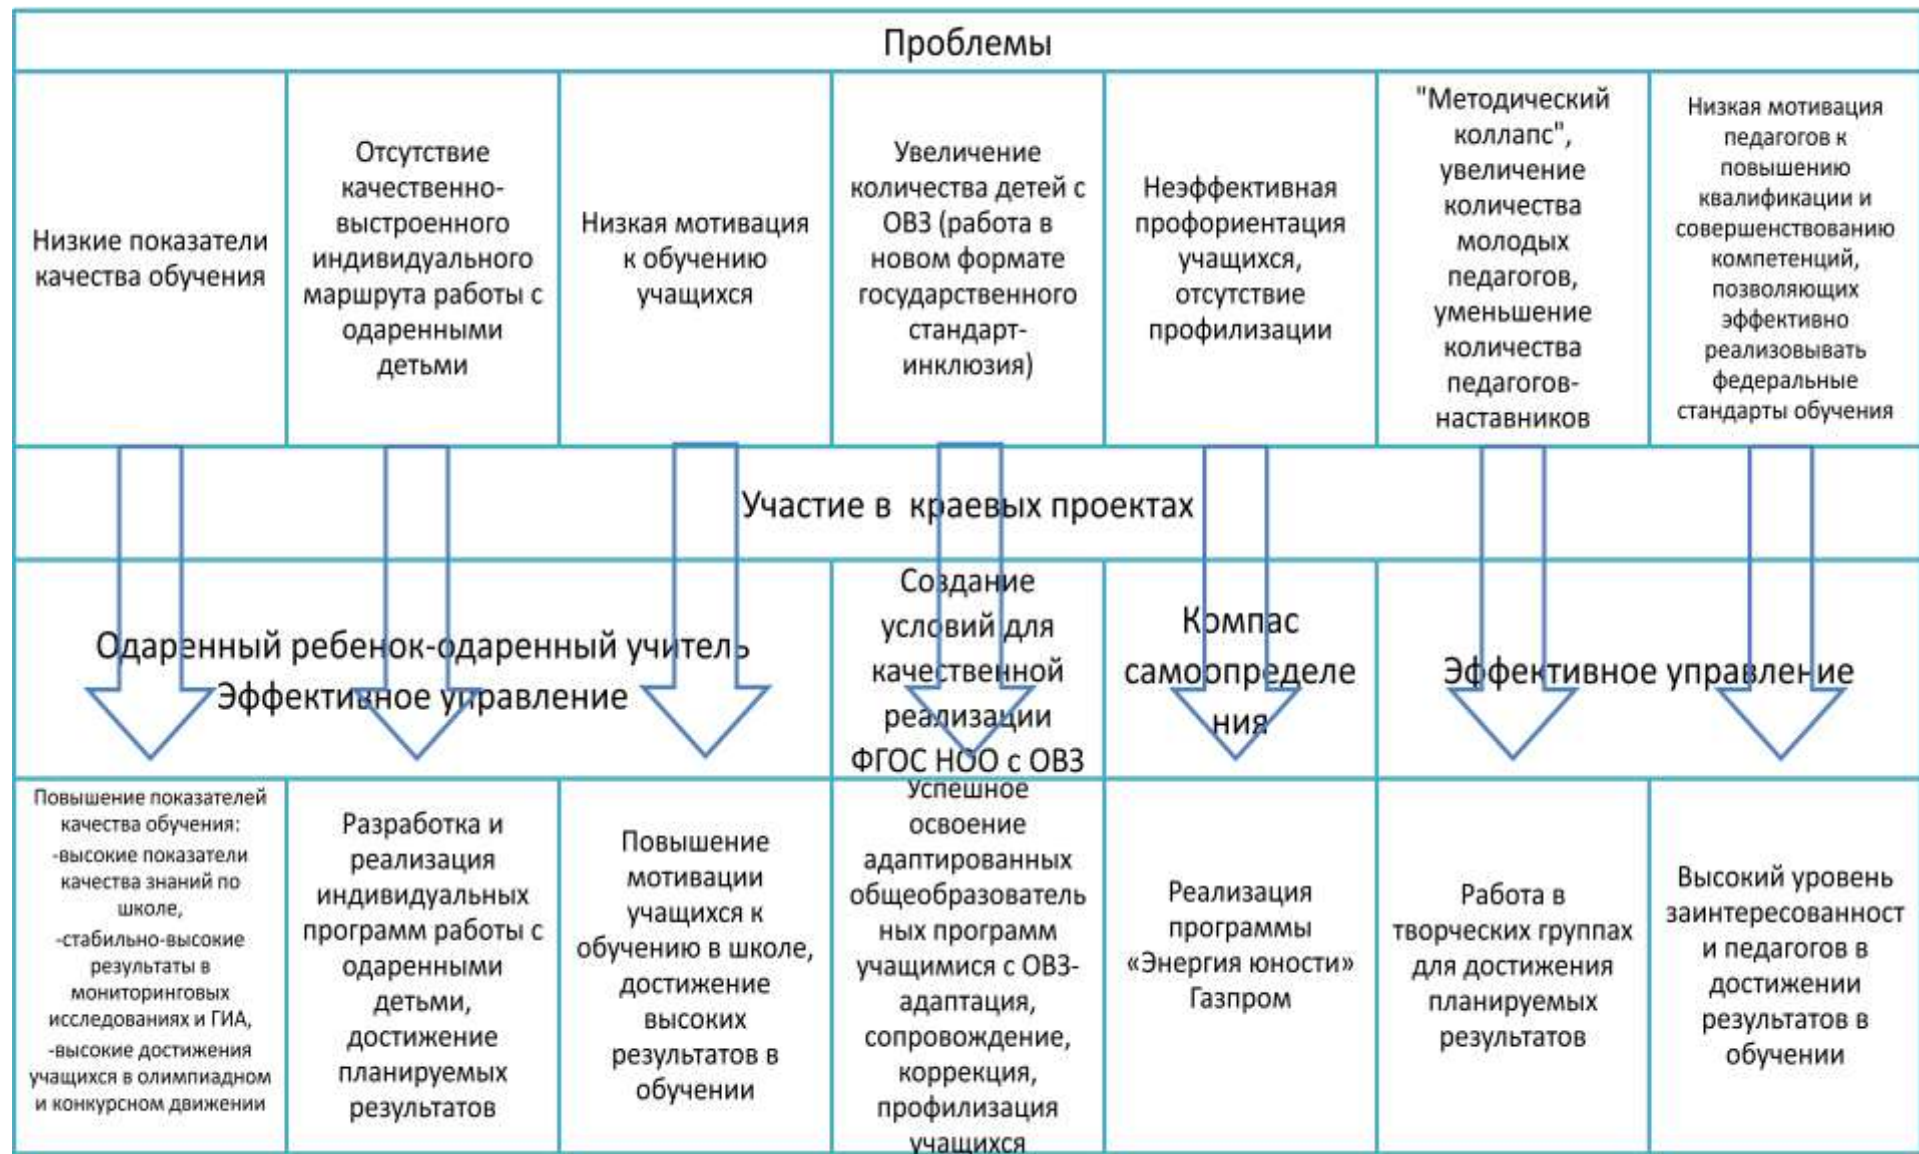 Проблемы
Низкие показатели
качества обучения
Отсутствие
качественно-
выстроенного
индивидуального
маршрута работы с
одаренными
детьми
Низкая мотивация
к обучению
учащихся
Увеличение
количества детей с
ОВЗ (работа в
новом формате
государственного
стандарт-
инклюзия)
Неэффективная
профориентация
учащихся,
отсутствие
профилизации
"Методический
коллапс",
увеличение
количества
молодых
педагогов,
уменьшение
количества
педагогов-
наставников
Низкая мотивация
педагогов к
повышению
квалификации и
совершенствованию
компетенций,
позволяющих
эффективно
реализовывать
федеральные
стандарты обучения
Участие в  краевых проектах
Одаренный ребенок-одаренный учитель
Эффективное управление
Создание
условий для
качественной
реализации
ФГОС НОО с ОВЗ
Компас
самоопределе
ния
Эффективное управление
Повышение показателей
качества обучения:
-высокие показатели
качества знаний по
школе,
-стабильно-высокие
результаты в
мониторинговых
исследованиях и ГИА,
-высокие достижения
учащихся в олимпиадном
и конкурсном движении
Разработка и
реализация
индивидуальных
программ работы с
одаренными
детьми,
достижение
планируемых
результатов
Повышение
мотивации
учащихся к
обучению в школе,
достижение
высоких
результатов в
обучении
Успешное
освоение
адаптированных
общеобразователь
ных программ
учащимися с ОВЗ-
адаптация,
сопровождение,
коррекция,
профилизация
учащихся
Реализация
программы
«Энергия юности»
Газпром
Работа в
творческих группах
для достижения
планируемых
результатов
Высокий уровень
заинтересованност
и педагогов в
достижении
результатов в
обучении